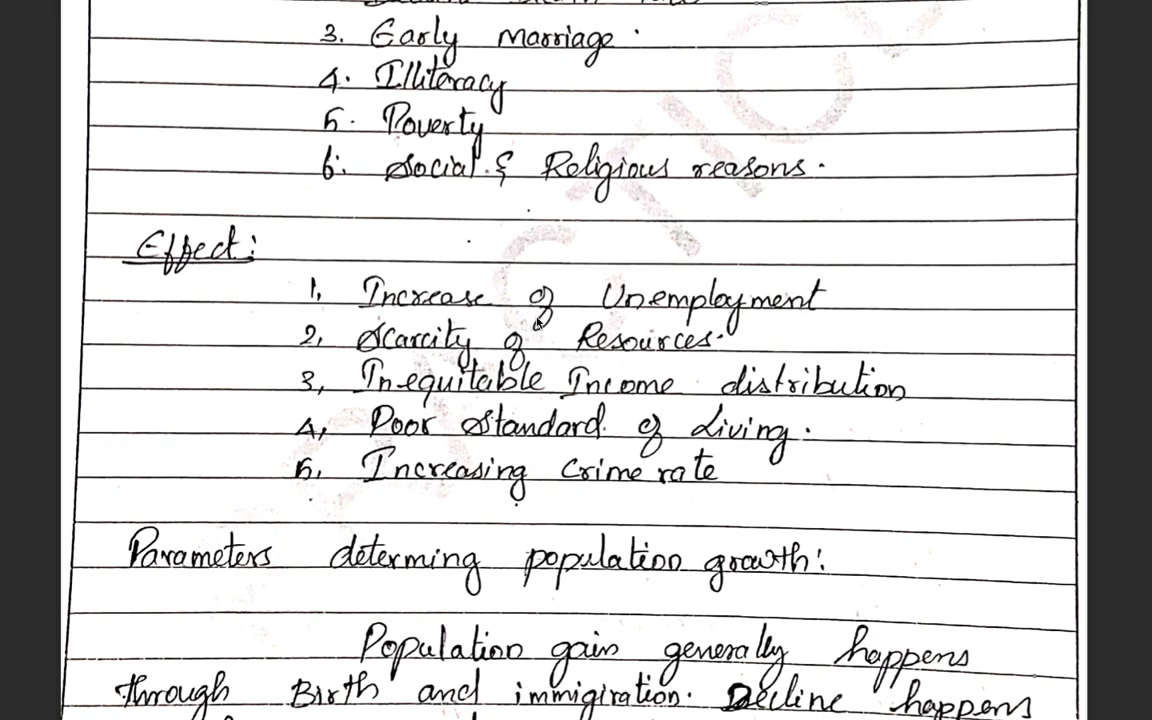 3. Early marriage.
4. Illiteracy
5. Poverty
6. Social & Religious reasons.
Effect:
1, Increase of Unemployment
2, Scarcity of Resources.
3, Inequitable Income distribution
4, Poor Standard of Living.
5, Increasing Crime rate
Parameters determing population growth:
Population gain generally happens
through Birth and immigiration. Decline happens